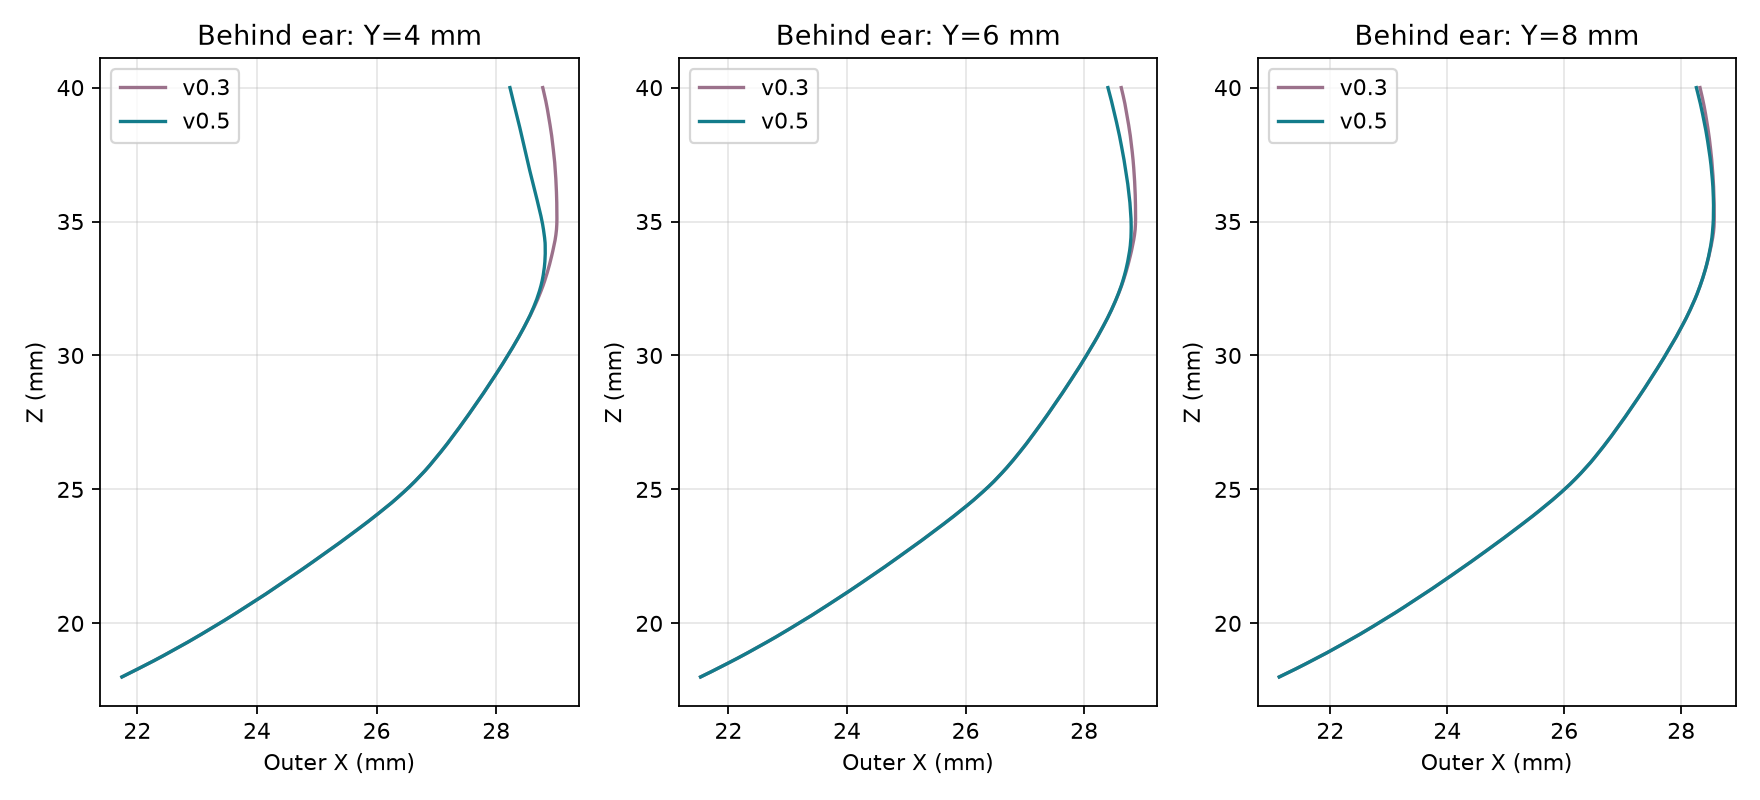 Behind ear: Y=4 mm
v0.3
v0.5
40
35
30
25
20
Z (mm)
22 24 26 28
Outer X (mm)
Behind ear: Y=6 mm
v0.3
v0.5
40
35
30
25
20
Z (mm)
22 24 26 28
Outer X (mm)
Behind ear: Y=8 mm
v0.3
v0.5
40
35
30
25
20
Z (mm)
22 24 26 28
Outer X (mm)